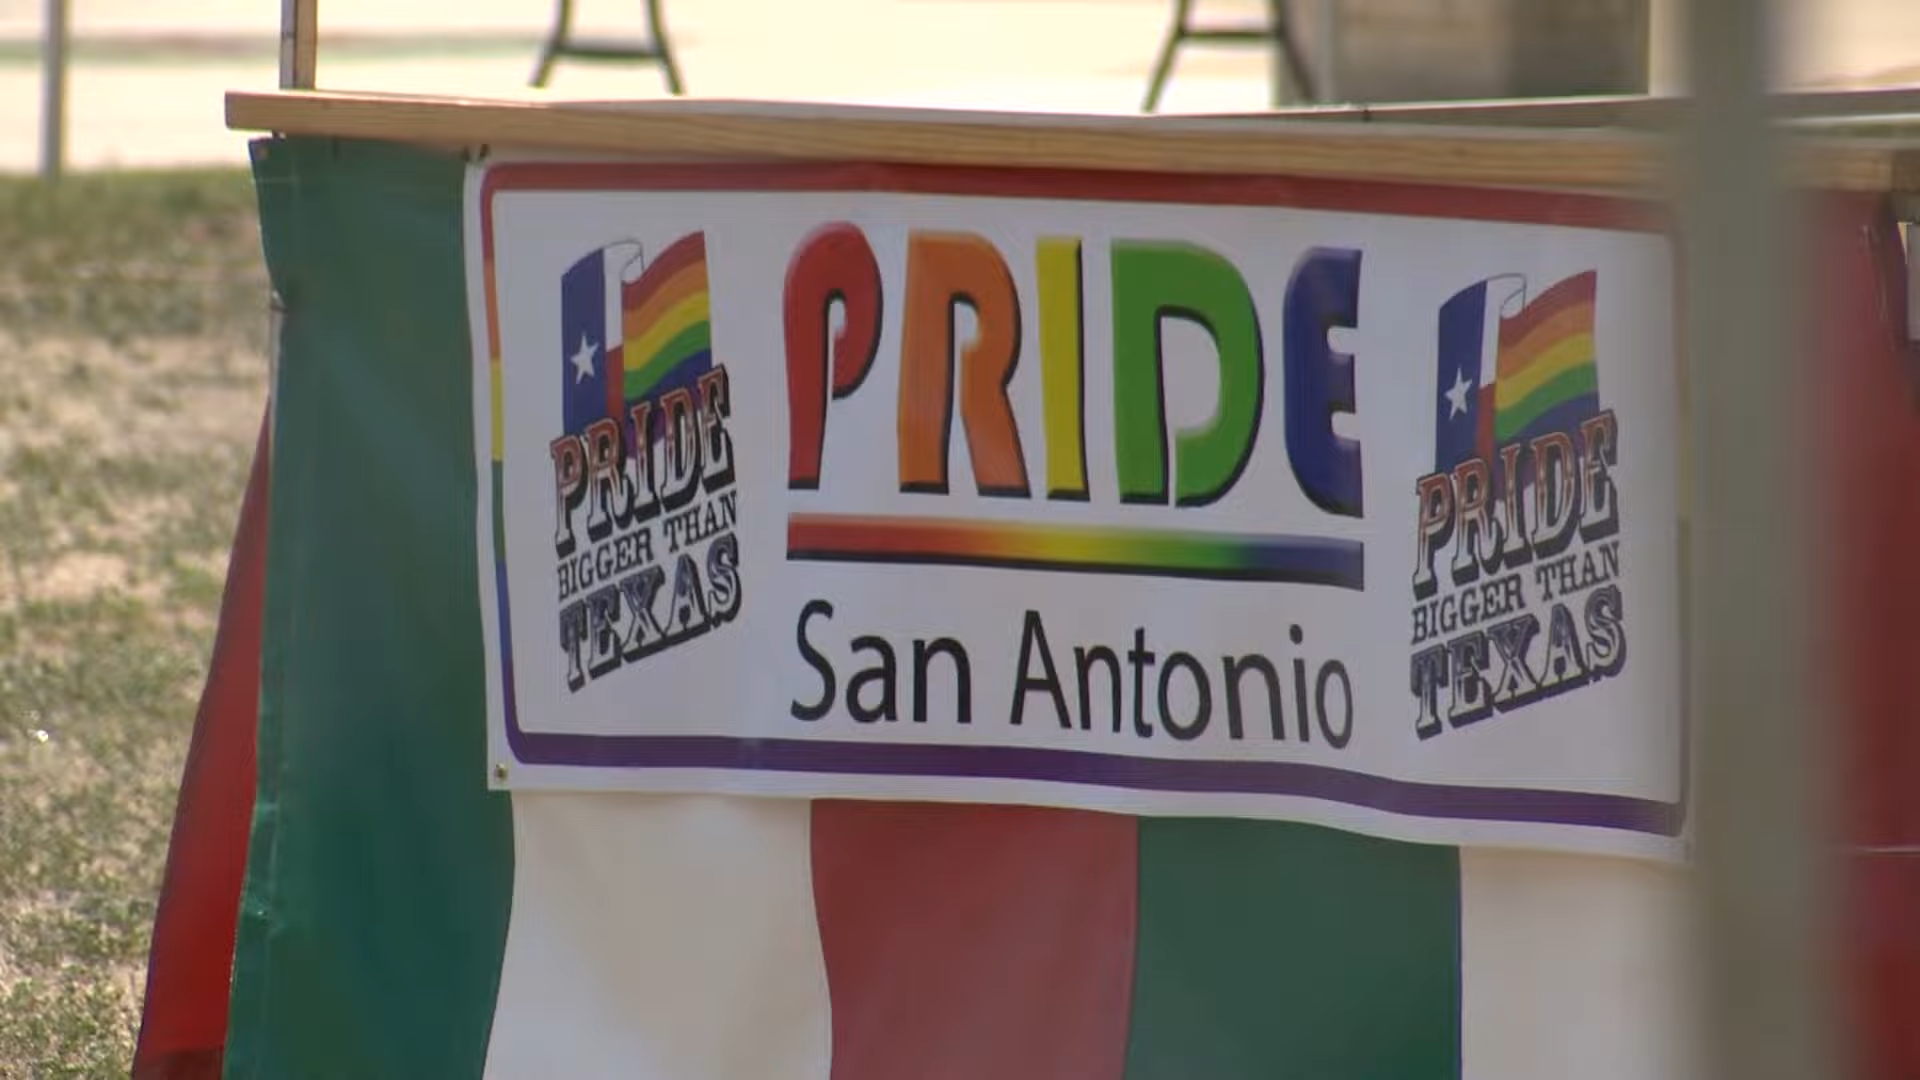 PRIDE
BIGGER THAN
TEXAS
PRIDE
San Antonio
PRIDE
BIGGER THAN
TEXAS